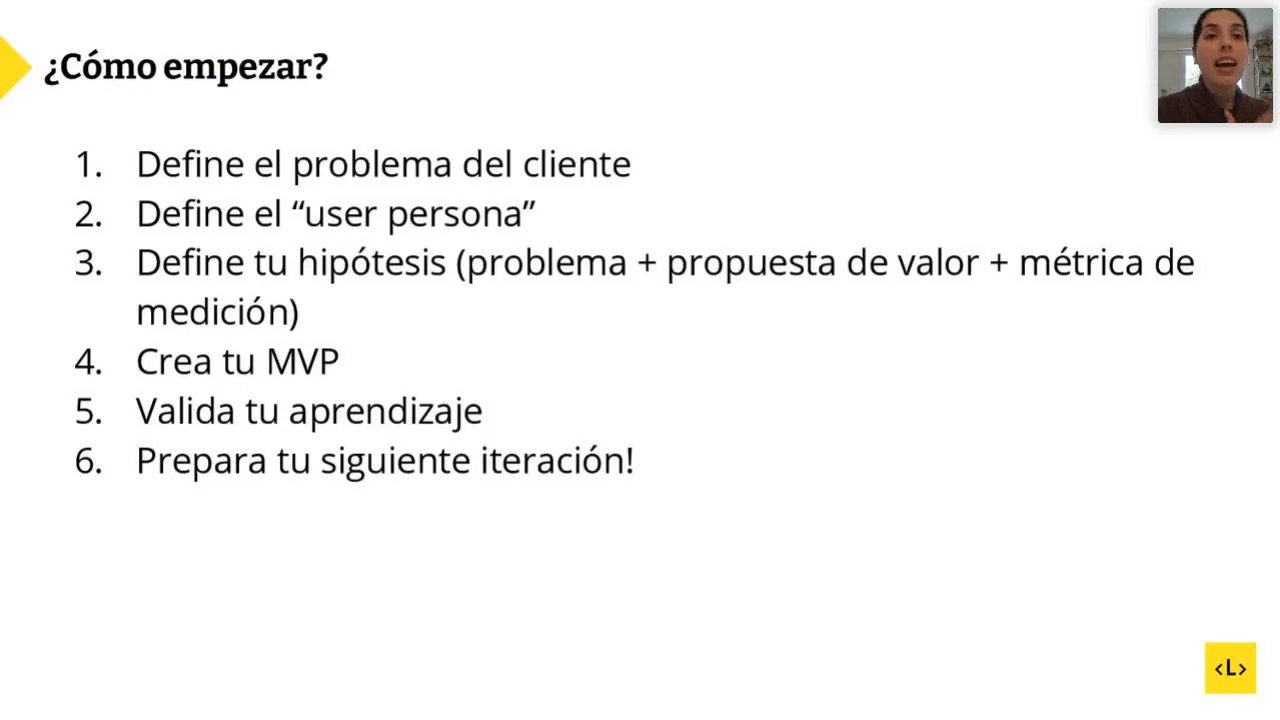 ¿Cómo empezar?
1. Define el problema del cliente
2. Define el “user persona”
3. Define tu hipótesis (problema + propuesta de valor + métrica de
medición)
4. Crea tu MVP
5. Valida tu aprendizaje
6. Prepara tu siguiente iteración!
<L>